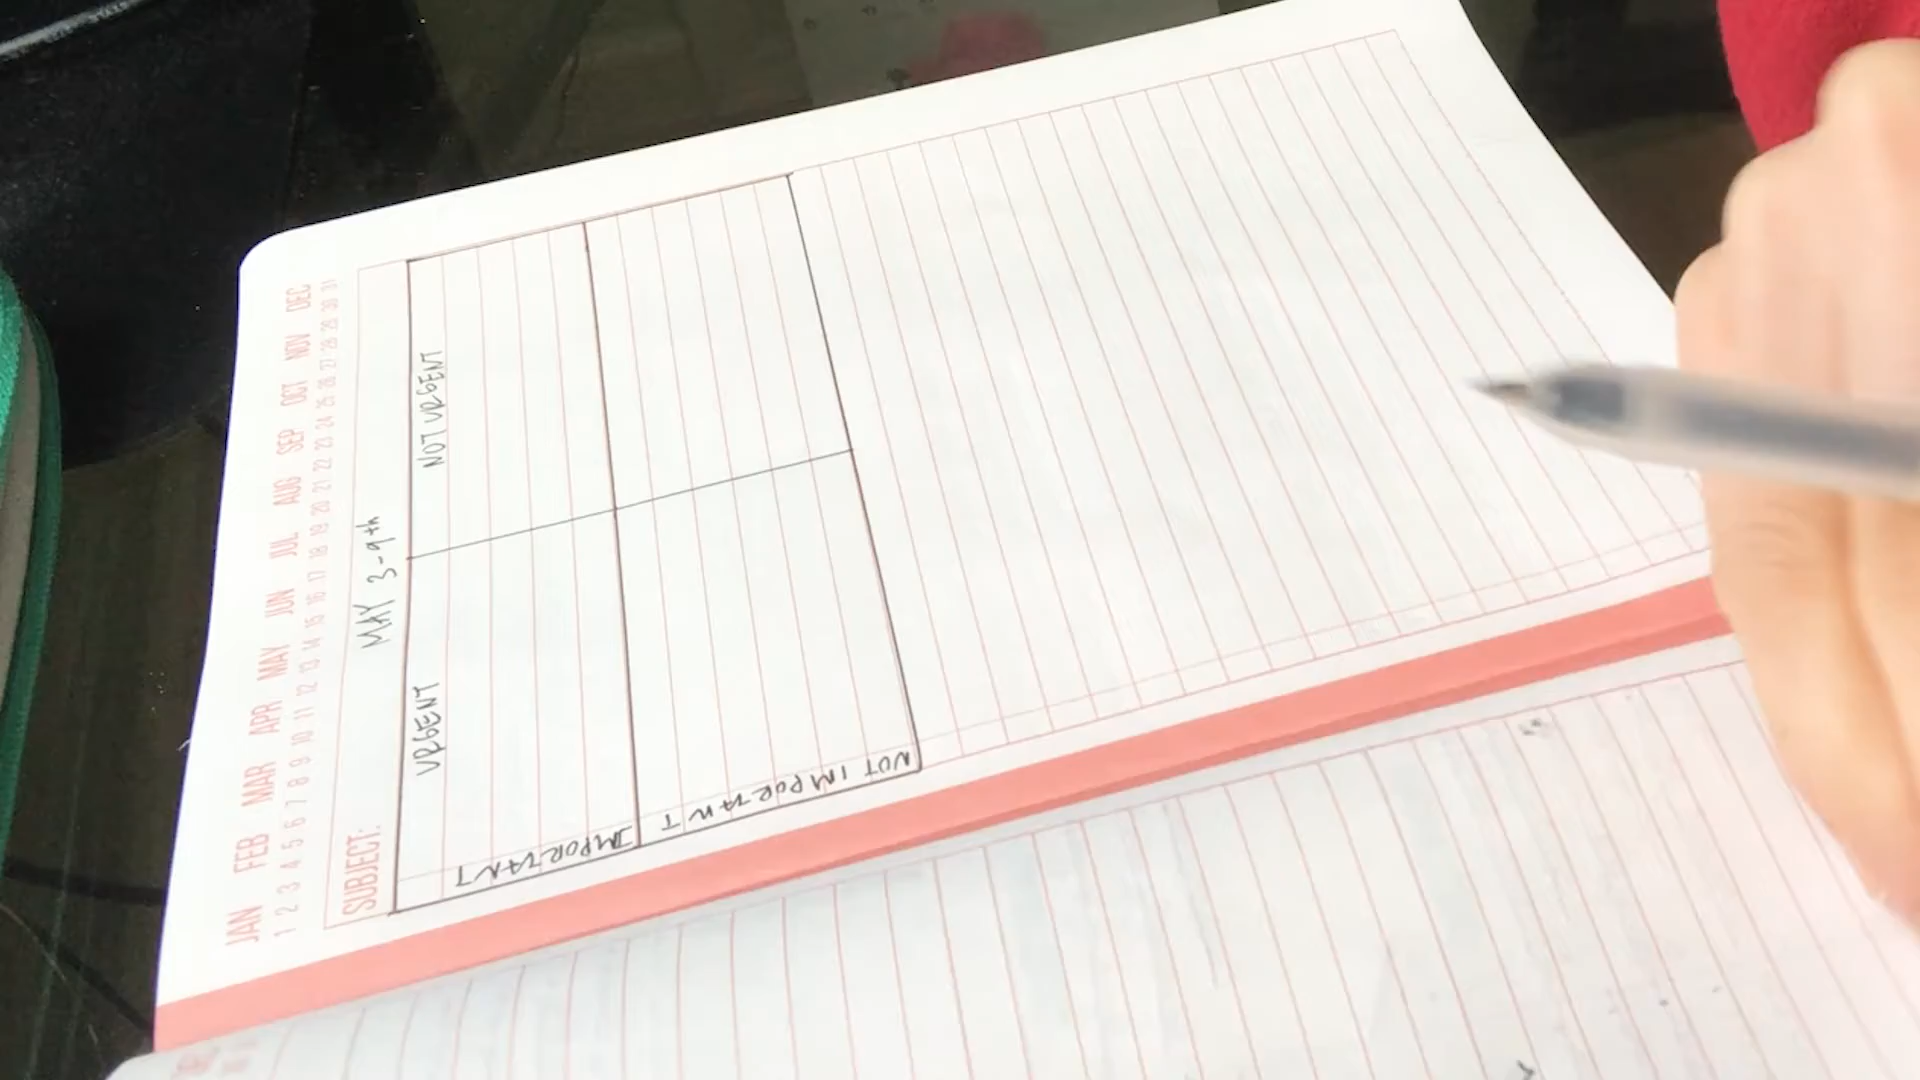 JAN FEB MAR APR MAY JUN JUL AUG SEP OCT NOV DEC
1 2 3 4 5 6 7 8 9 10 11 12 13 14 15 16 17 18 19 20 21 22 23 24 25 26 27 28 29 30 31
SUBJECT:
MAY 3-9th
URGENT NOT URGENT
IMPORTANT
NOT IMPORTANT